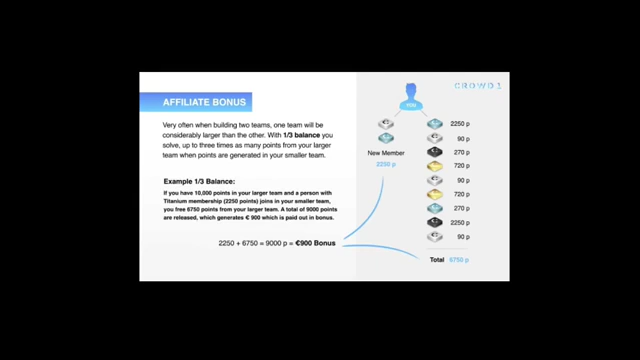 AFFILIATE BONUS
Very often when building two teams, one team will be
considerably larger than the other. With 1/3 balance you
solve, up to three times as many points from your larger
team when points are generated in your smaller team.
Example 1/3 Balance:
If you have 10,000 points in your larger team and a person with
Titanium membership (2250 points) joins in your smaller team,
you free 6750 points from your larger team. A total of 9000 points
are released, which generates € 900 which is paid out in bonus.
2250 + 6750 = 9000 p = €900 Bonus
CROWD1
YOU
New Member
2250 p
2250 p
90 p
270 p
720 p
90 p
720 p
270 p
2250 p
90 p
Total 6750 p